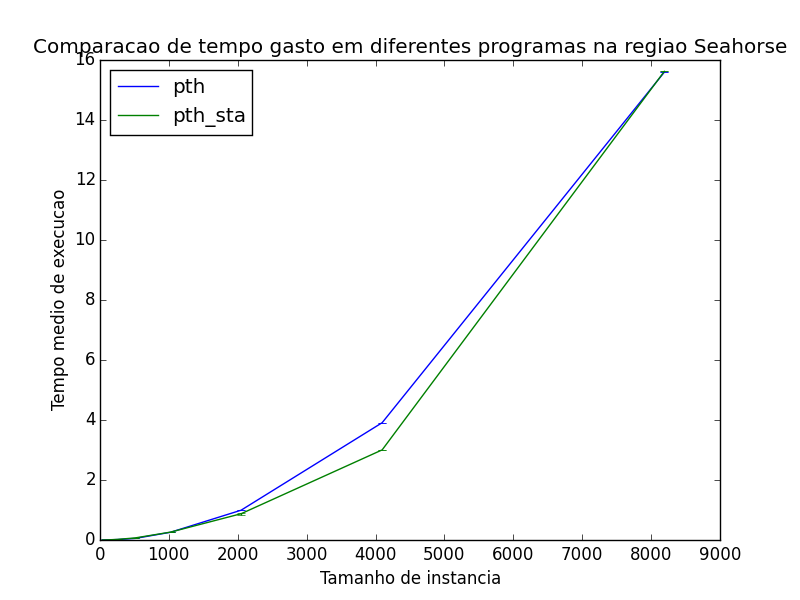 Comparacao de tempo gasto em diferentes programas na regiao Seahorse
pth
pth_sta
Tempo medio de execucao
16
14
12
10
8
6
4
2
0
0 1000 2000 3000 4000 5000 6000 7000 8000 9000
Tamanho de instancia